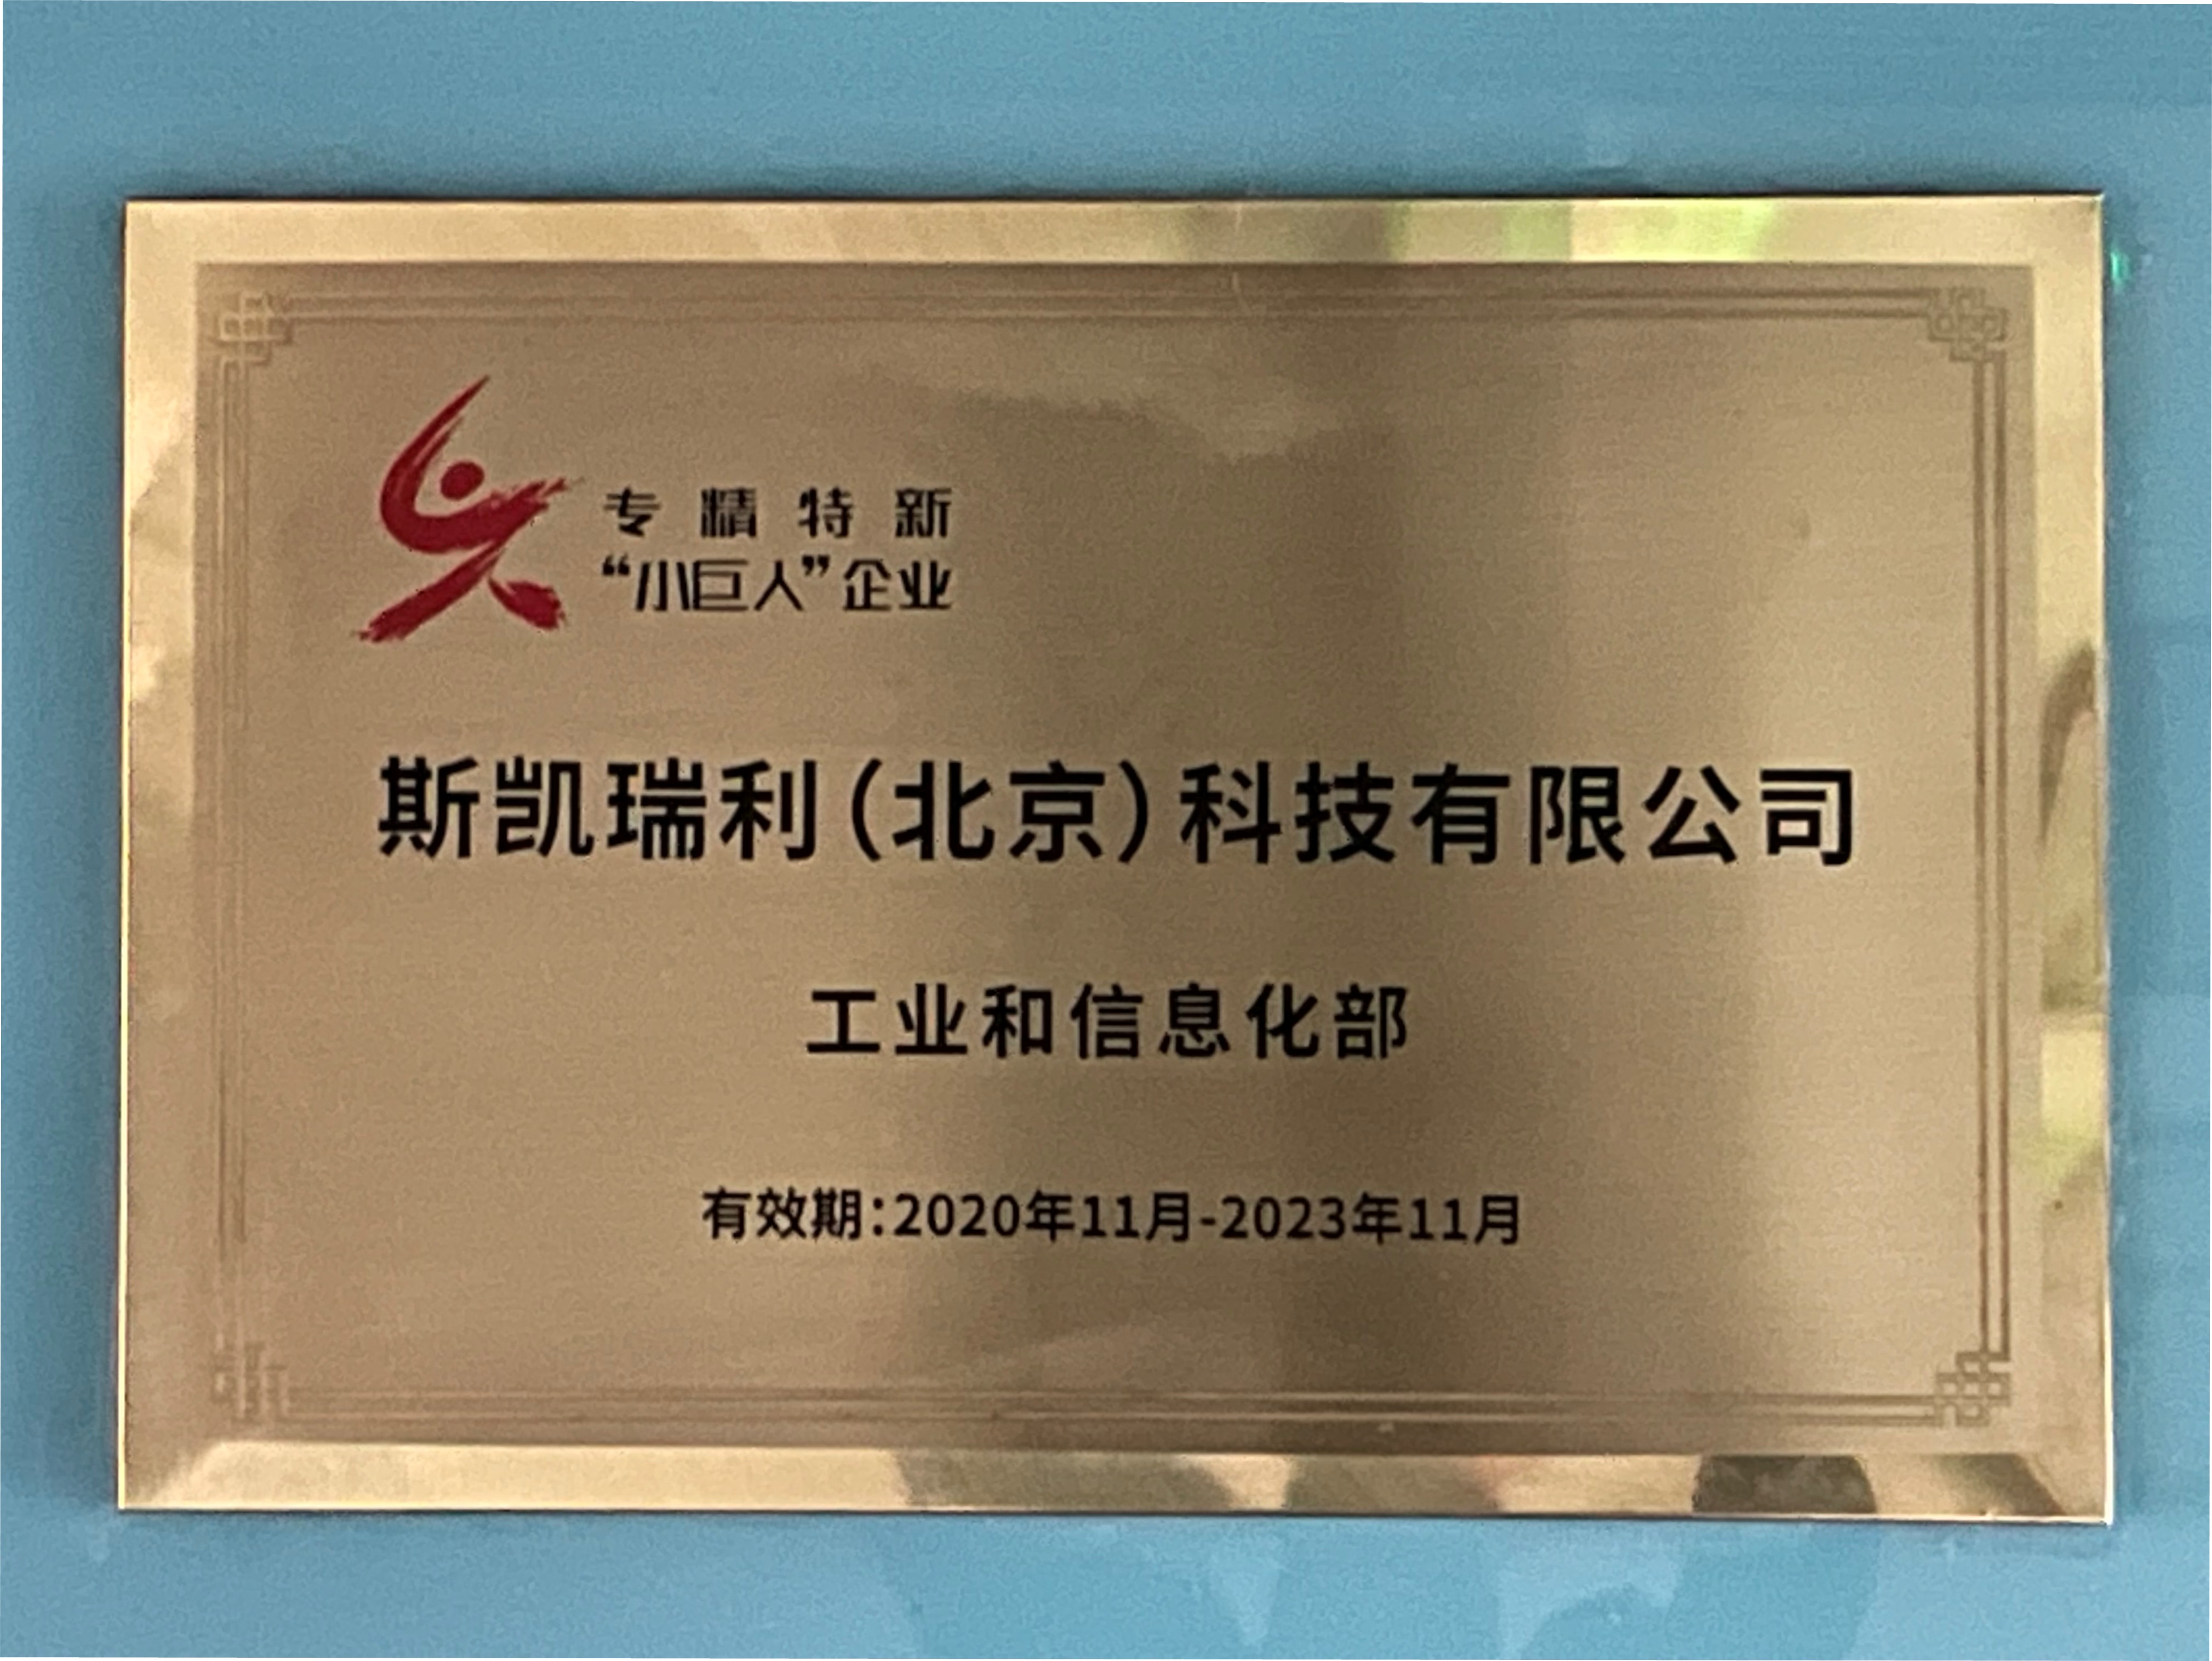 专精特新
“小巨人”企业
斯凯瑞利(北京)科技有限公司
工业和信息化部
有效期:2020年11月-2023年11月